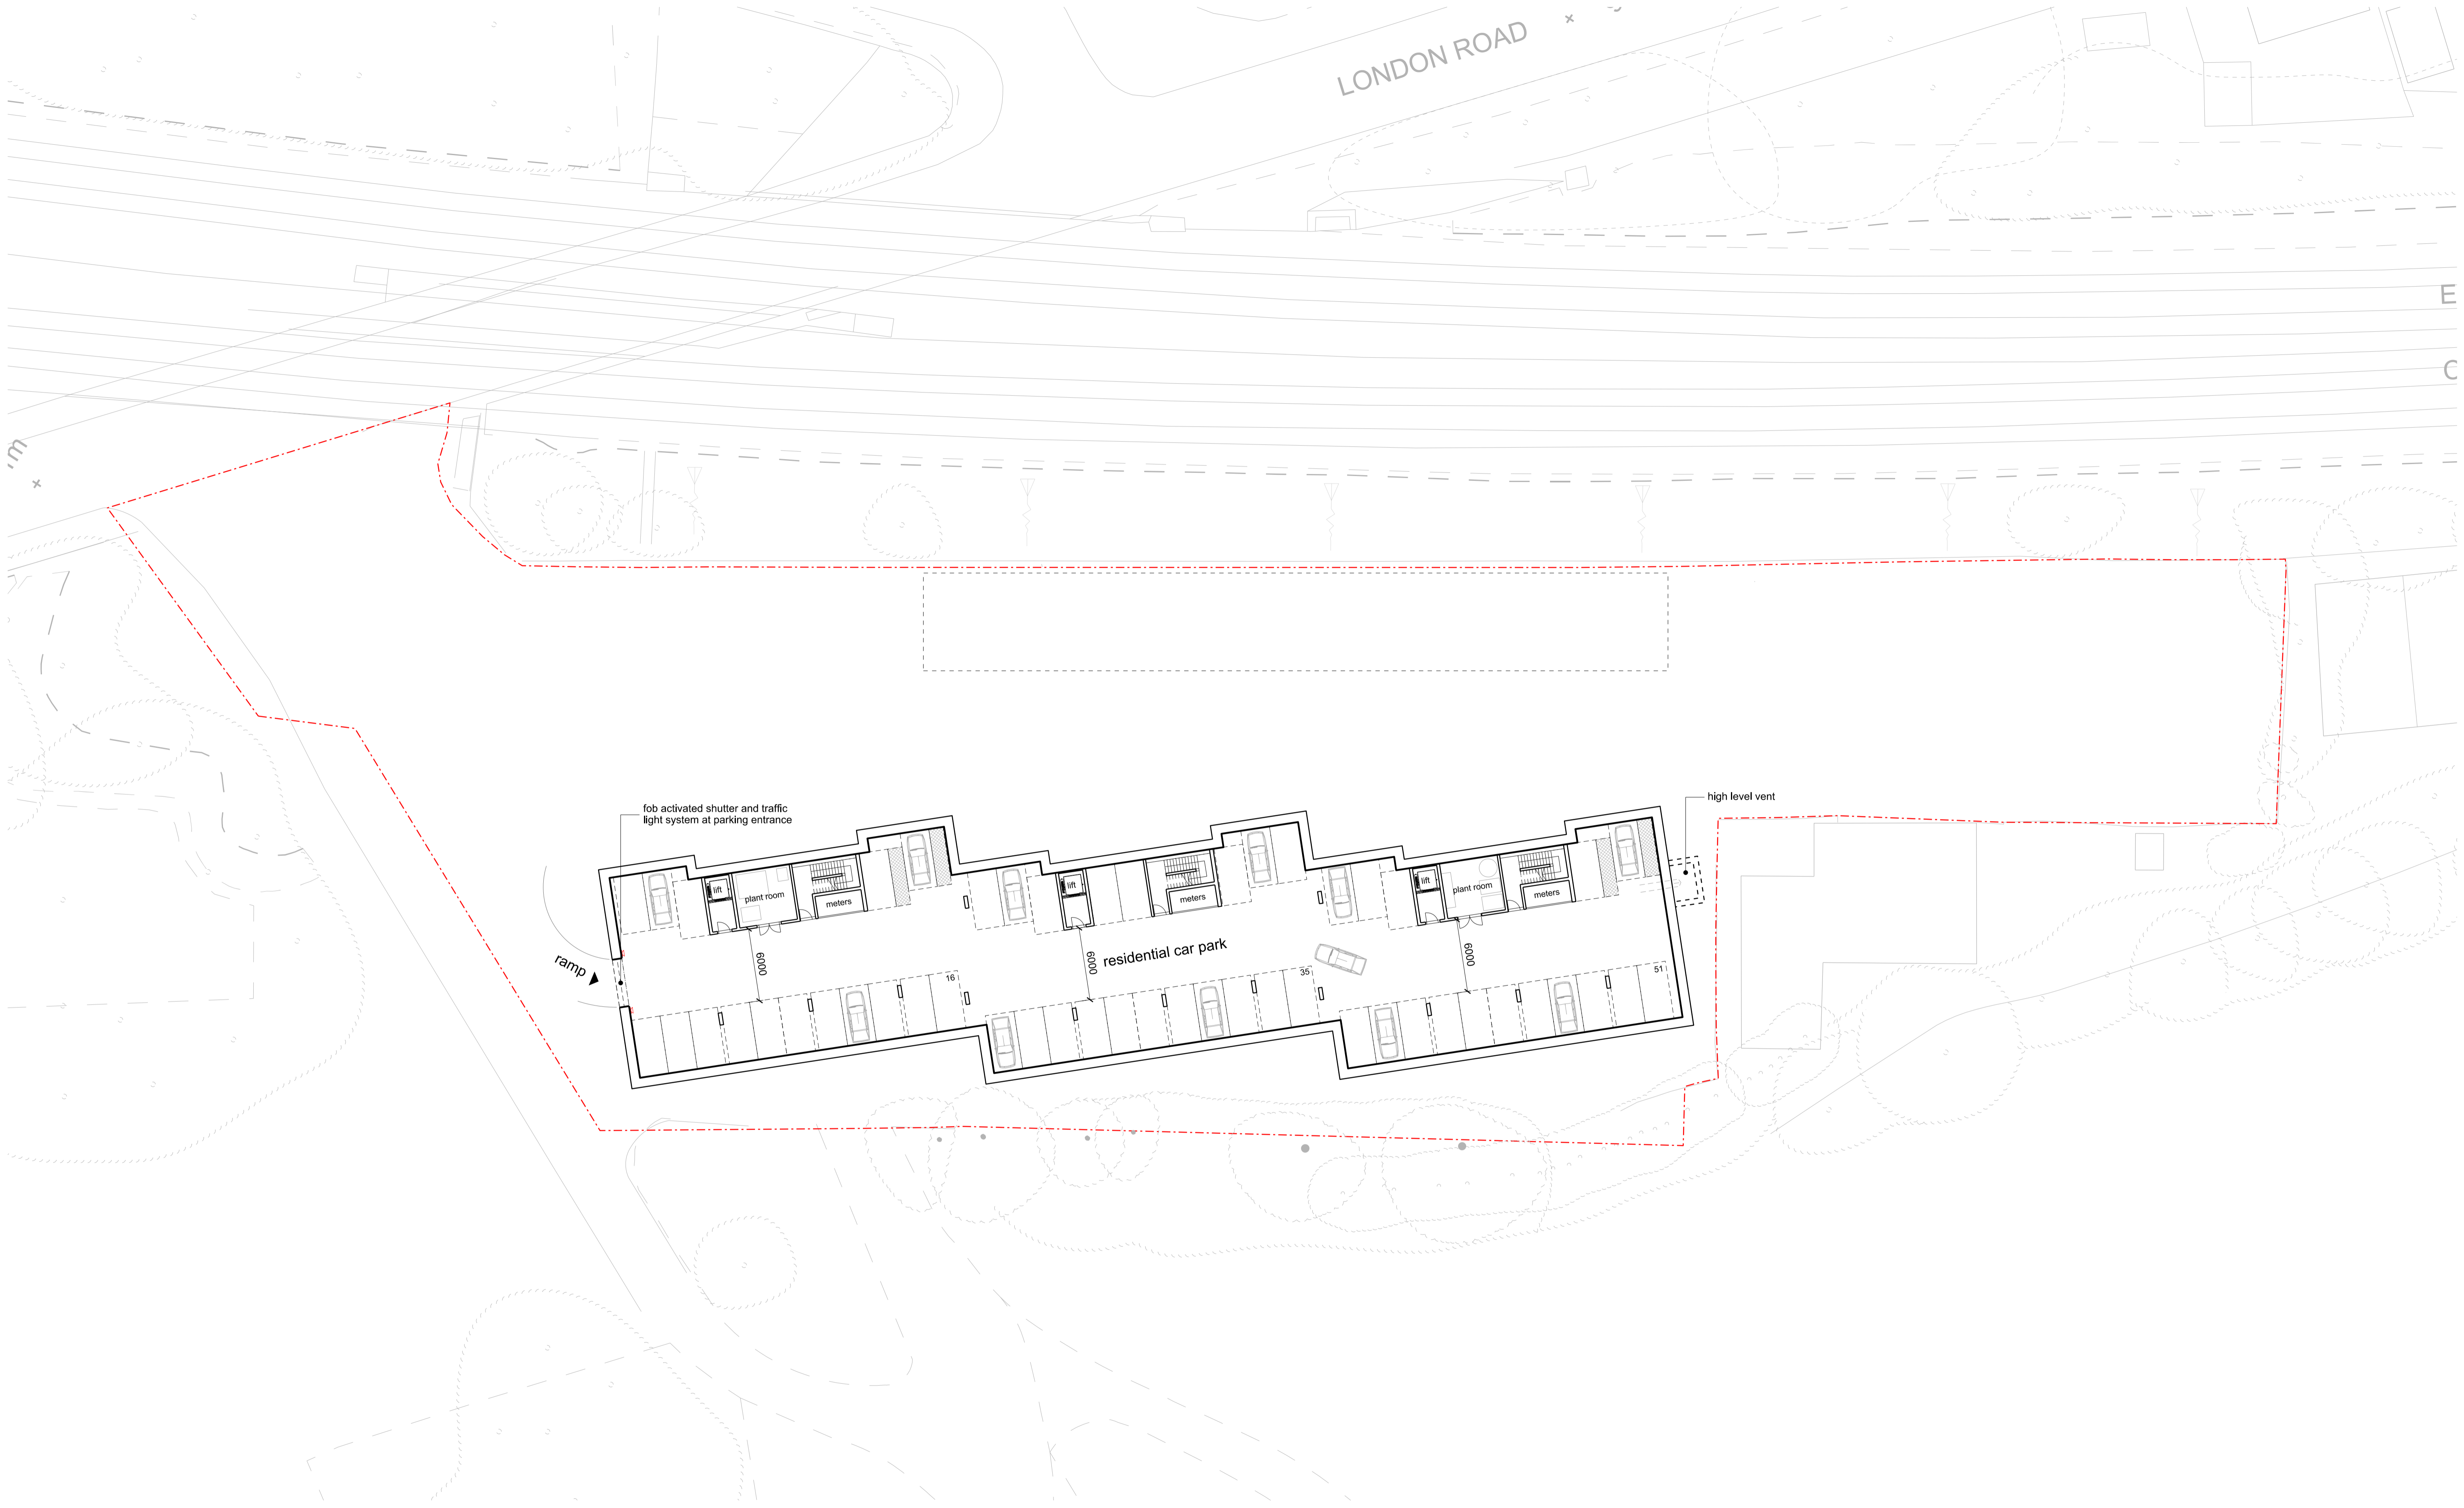 LONDON ROAD
E
C
fob activated shutter and traffic
light system at parking entrance
high level vent
lift
plant room
meters
lift
meters
lift
plant room
meters
ramp
6000
6000
residential car park
6000
16
35
51